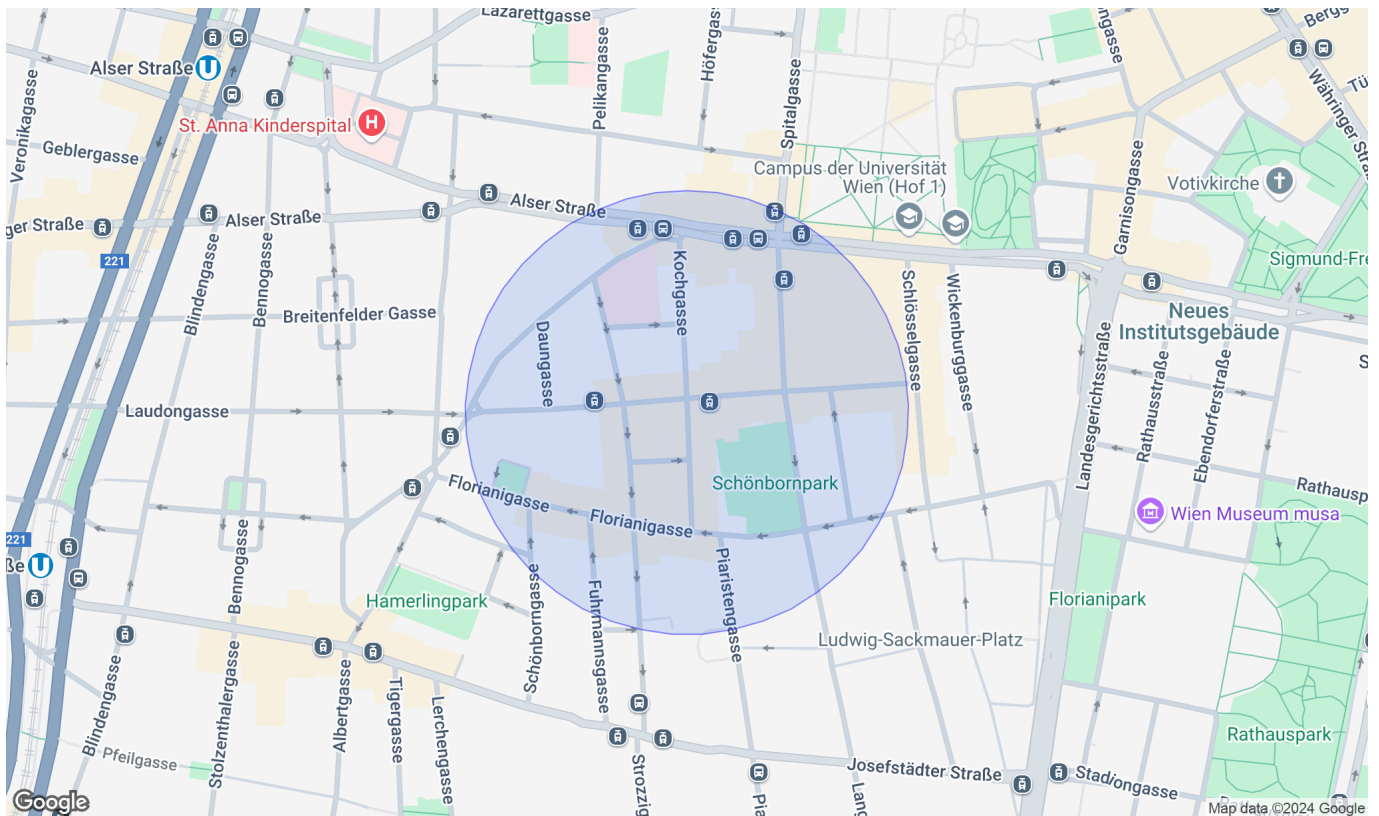 Lazarettgasse
Alser Straße
U
Veronikagasse
Geblergasse
St. Anna Kinderspital
H
Pelikangasse
Höfergasse
Spitalgasse
Campus der Universität
Wien (Hof 1)
Garnisongasse
Votivkirche
Währinger Str
Bergg
Tü
ngasse
ger Straße
Alser Straße
Alser Straße
221
Sigmund-Fre
Blindengasse
Bennogasse
Breitenfelder Gasse
Daungasse
Kochgasse
Schlösselgasse
Wickenburggasse
Neues
Institutsgebäude
Landesgerichtsstraße
Rathausstraße
Ebendorferstraße
S
Laudongasse
Schönbornpark
Florianigasse
Florianigasse
Rathausp
Wien Museum musa
221
ße
U
Bennogasse
Hamerlingpark
Schönborngasse
Fuhrmannsgasse
Piaristengasse
Ludwig-Sackmauer-Platz
Florianipark
Blindengasse
Stolzenthalergasse
Albertgasse
Tigergasse
Lerchengasse
Pfeilgasse
Strozzig
Pia
Lang
Josefstädter Straße
Stadiongasse
Rathauspark
Google
Map data ©2024 Google